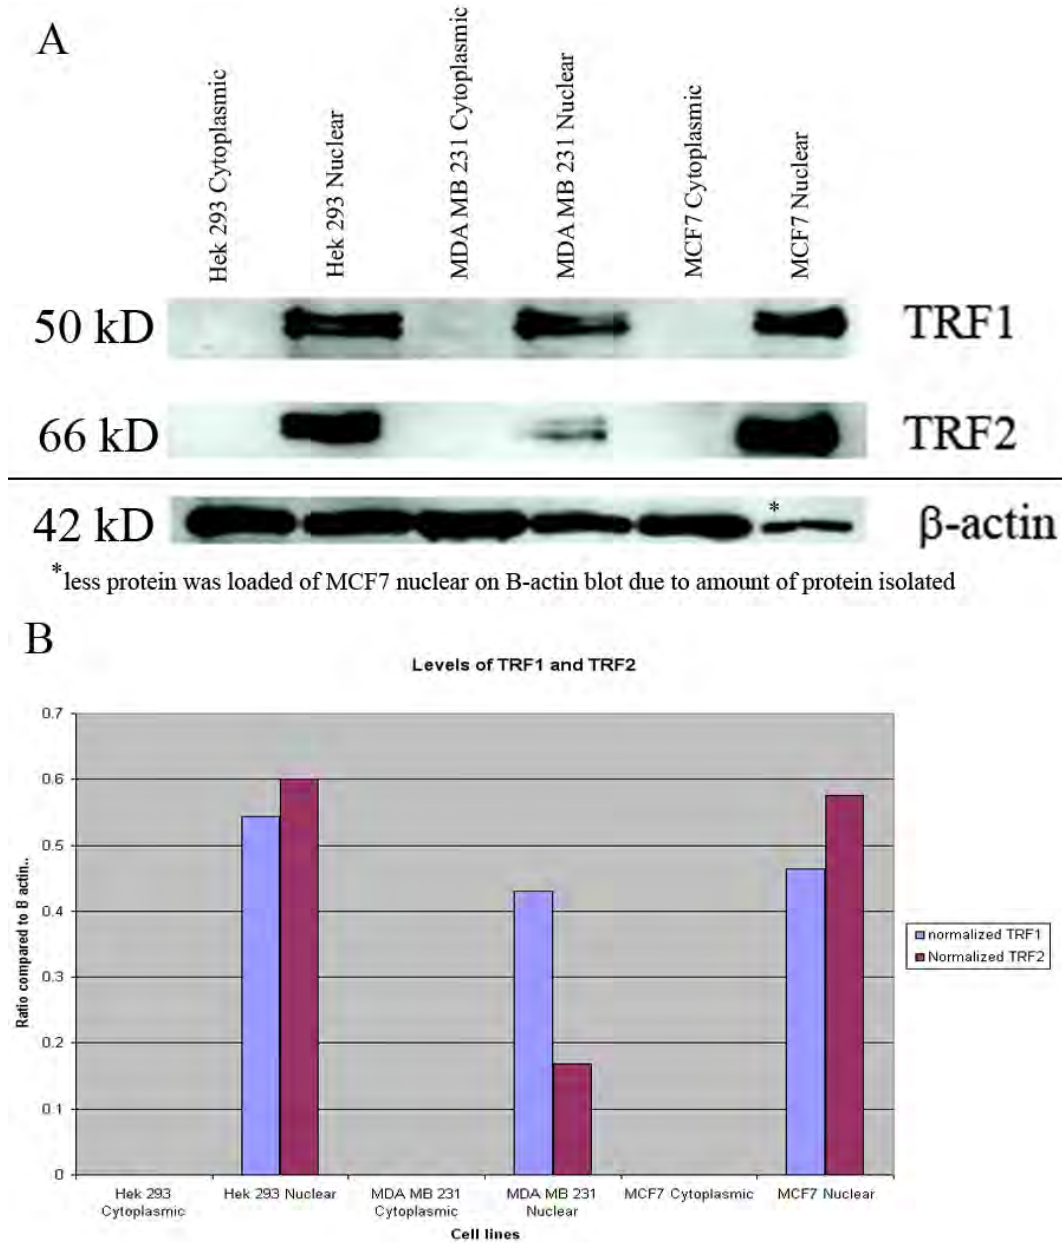 A
Hek 293 Cytoplasmic
Hek 293 Nuclear
MDA MB 231 Cytoplasmic
MDA MB 231 Nuclear
MCF7 Cytoplasmic
MCF7 Nuclear
50 kD TRF1
66 kD TRF2
42 kD * β-actin
*less protein was loaded of MCF7 nuclear on B-actin blot due to amount of protein isolated
B
Levels of TRF1 and TRF2
Ratio compared to B actin..
0.7
0.6
0.5
0.4
0.3
0.2
0.1
0
Hek 293
Cytoplasmic
Hek 293 Nuclear
MDA MB 231
Cytoplasmic
MDA MB 231
Nuclear
MCF7 Cytoplasmic
MCF7 Nuclear
Cell lines
normalized TRF1
Normalized TRF2